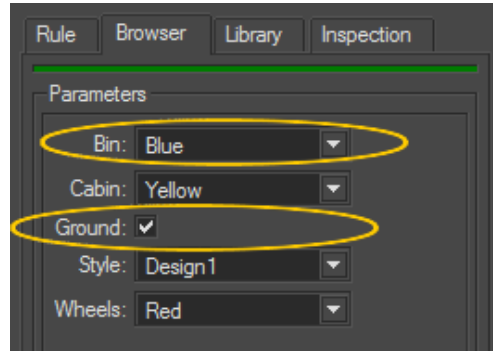 Rule Browser Library Inspection
Parameters
Bin: Blue
Cabin: Yellow
Ground:
Style: Design1
Wheels: Red